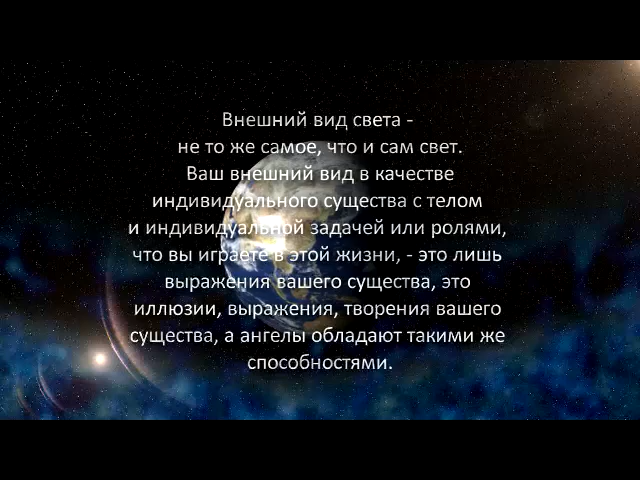 Внешний вид света -
не то же самое, что и сам свет.
Ваш внешний вид в качестве
индивидуального существа с телом
и индивидуальной задачей или ролями,
что вы играете в этой жизни, - это лишь
выражения вашего существа, это
иллюзии, выражения, творения вашего
существа, а ангелы обладают такими же
способностями.